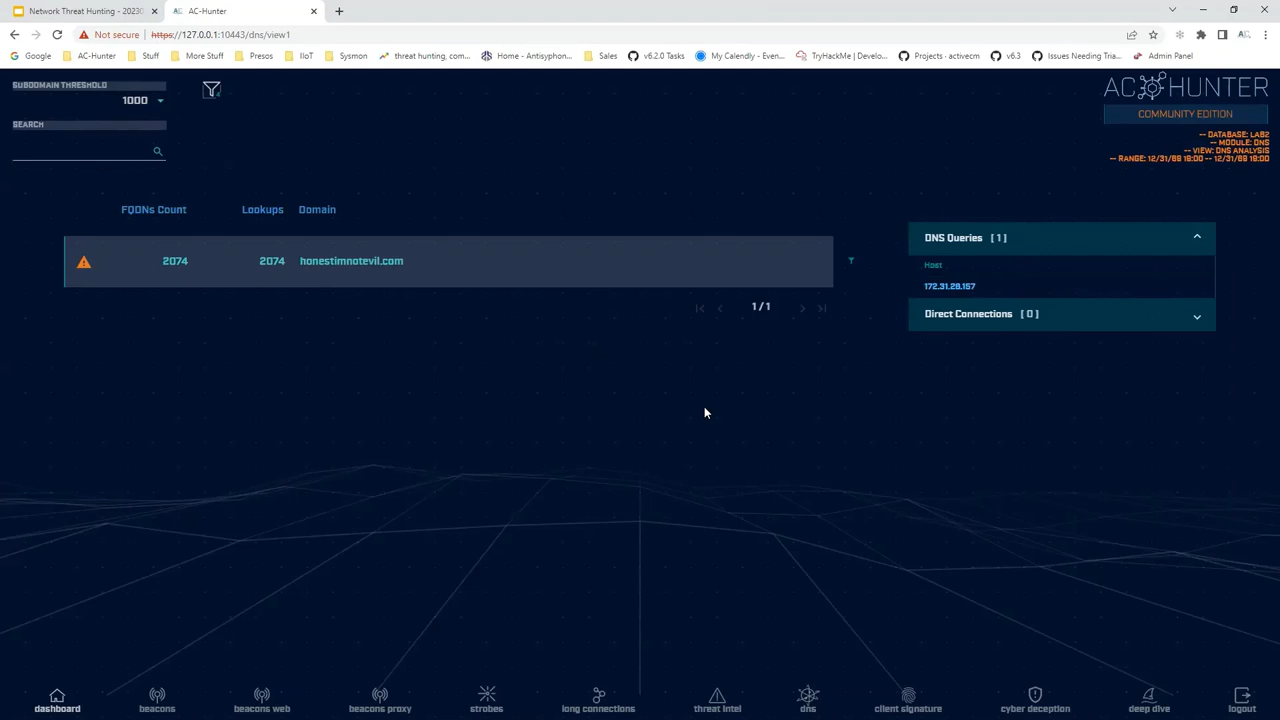 Network Threat Hunting - 20230
AC-Hunter
Not secure
https://127.0.0.1:10443/dns/view1
Google
AC-Hunter
Stuff
More Stuff
Presos
IIoT
Sysmon
threat hunting, com...
Home - Antisyphon...
Sales
v6.2.0 Tasks
My Calendly - Even...
TryHackMe | Develo...
Projects · activecm
v6.3
Issues Needing Tria...
Admin Panel
SUBDOMAIN THRESHOLD
1000
SEARCH
AC HUNTER
COMMUNITY EDITION
-- DATABASE: LAB2
-- MODULE: DNS
-- VIEW: DNS ANALYSIS
-- RANGE: 12/31/69 18:00 -- 12/31/69 18:00
FQDNs Count Lookups Domain
2074 2074 honestimnotevil.com
1 / 1
DNS Queries [ 1 ]
Host
172.31.28.157
Direct Connections [ 0 ]
dashboard
beacons
beacons web
beacons proxy
strobes
long connections
threat intel
dns
client signature
cyber deception
deep dive
logout